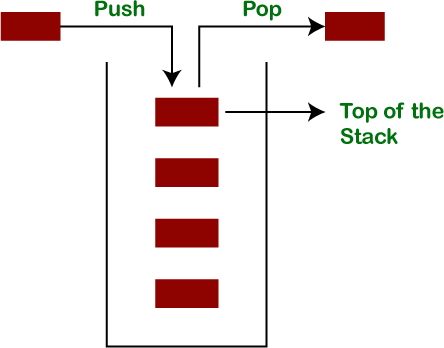 Push
Pop
Top of the
Stack